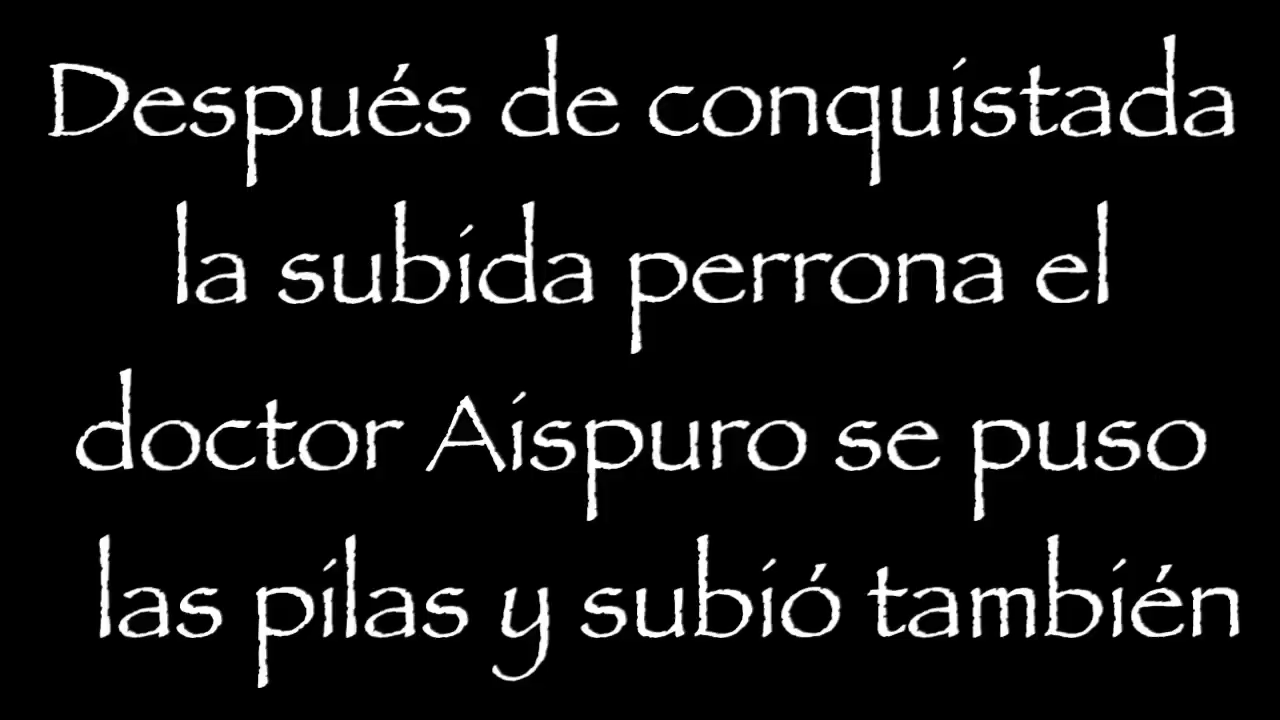 Después de conquistada
la subida perrona el
doctor Aispuro se puso
las pilas y subió también